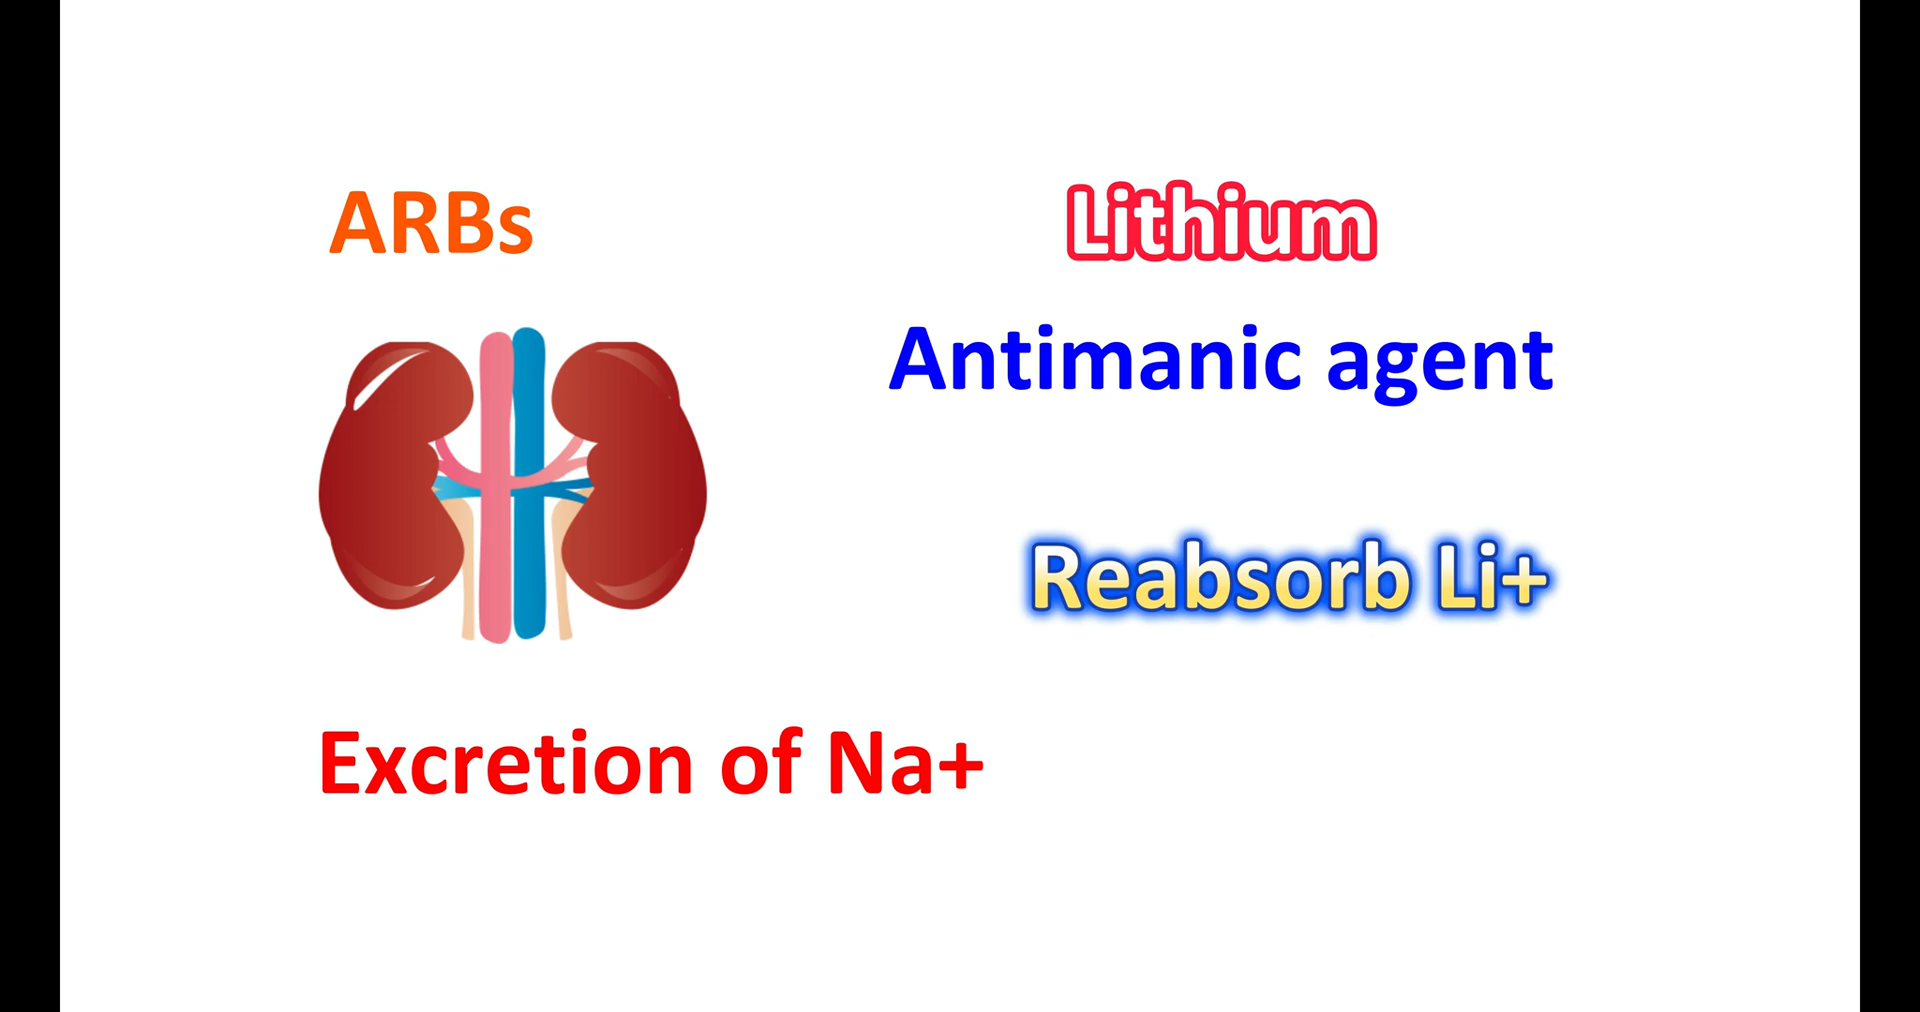 ARBs
Lithium
Antimanic agent
Reabsorb Li+
Excretion of Na+